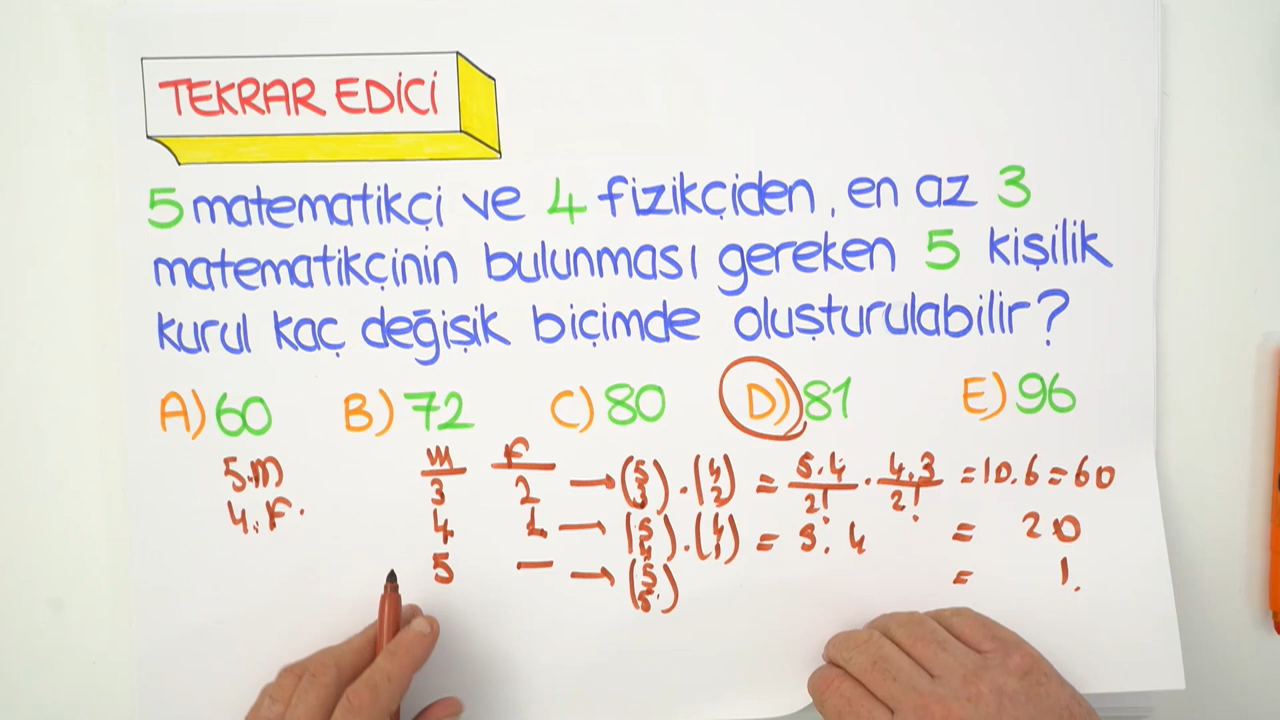 TEKRAR EDİCİ
5 matematikçi ve 4 fizikçiden, en az 3
matematikçinin bulunması gereken 5 kişilik
kurul kaç değişik biçimde oluşturulabilir?
A) 60 B) 72 C) 80 D) 81 E) 96
5.M
4.F.
M F
3 2 → (5 3) . (4 2) = 5.4/2! . 4.3/2! = 10.6 = 60
4 1 → (5 4) . (4 1) = 5.4 = 20
5 — → (5 5) = 1.